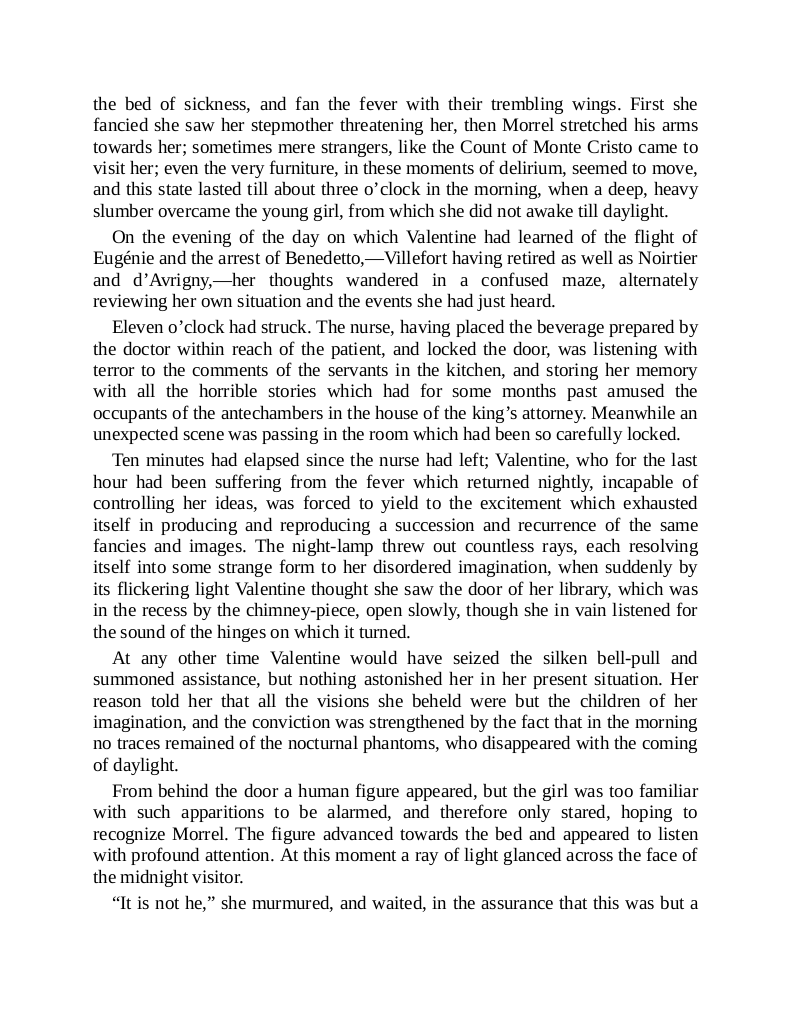 the bed of sickness, and fan the fever with their trembling wings. First she
fancied she saw her stepmother threatening her, then Morrel stretched his arms
towards her; sometimes mere strangers, like the Count of Monte Cristo came to
visit her; even the very furniture, in these moments of delirium, seemed to move,
and this state lasted till about three o’clock in the morning, when a deep, heavy
slumber overcame the young girl, from which she did not awake till daylight.
On the evening of the day on which Valentine had learned of the flight of
Eugénie and the arrest of Benedetto,—Villefort having retired as well as Noirtier
and d’Avrigny,—her thoughts wandered in a confused maze, alternately
reviewing her own situation and the events she had just heard.
Eleven o’clock had struck. The nurse, having placed the beverage prepared by
the doctor within reach of the patient, and locked the door, was listening with
terror to the comments of the servants in the kitchen, and storing her memory
with all the horrible stories which had for some months past amused the
occupants of the antechambers in the house of the king’s attorney. Meanwhile an
unexpected scene was passing in the room which had been so carefully locked.
Ten minutes had elapsed since the nurse had left; Valentine, who for the last
hour had been suffering from the fever which returned nightly, incapable of
controlling her ideas, was forced to yield to the excitement which exhausted
itself in producing and reproducing a succession and recurrence of the same
fancies and images. The night-lamp threw out countless rays, each resolving
itself into some strange form to her disordered imagination, when suddenly by
its flickering light Valentine thought she saw the door of her library, which was
in the recess by the chimney-piece, open slowly, though she in vain listened for
the sound of the hinges on which it turned.
At any other time Valentine would have seized the silken bell-pull and
summoned assistance, but nothing astonished her in her present situation. Her
reason told her that all the visions she beheld were but the children of her
imagination, and the conviction was strengthened by the fact that in the morning
no traces remained of the nocturnal phantoms, who disappeared with the coming
of daylight.
From behind the door a human figure appeared, but the girl was too familiar
with such apparitions to be alarmed, and therefore only stared, hoping to
recognize Morrel. The figure advanced towards the bed and appeared to listen
with profound attention. At this moment a ray of light glanced across the face of
the midnight visitor.
“It is not he,” she murmured, and waited, in the assurance that this was but a